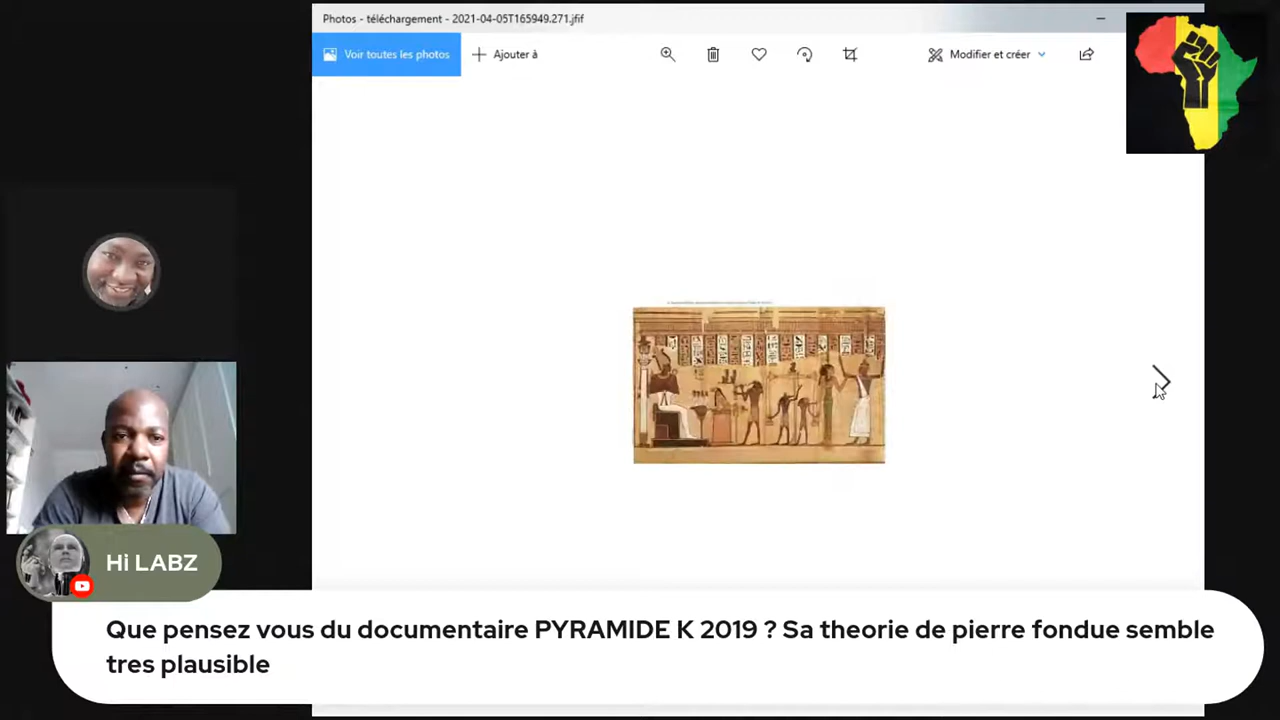 Photos - téléchargement - 2021-04-05T165949.271.jfif
Voir toutes les photos
Ajouter à
Modifier et créer
Hi LABZ
Que pensez vous du documentaire PYRAMIDE K 2019 ? Sa theorie de pierre fondue semble
tres plausible